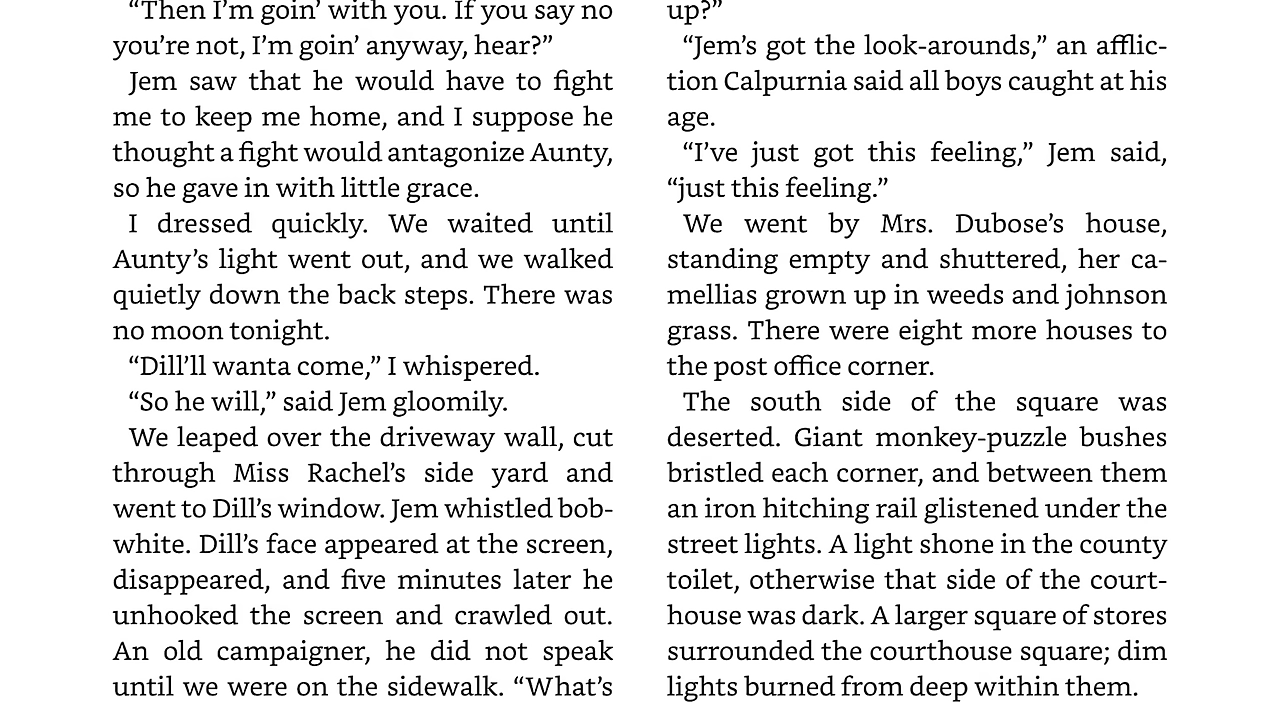 “Then I’m goin’ with you. If you say no
you’re not, I’m goin’ anyway, hear?”
Jem saw that he would have to fight
me to keep me home, and I suppose he
thought a fight would antagonize Aunty,
so he gave in with little grace.
I dressed quickly. We waited until
Aunty’s light went out, and we walked
quietly down the back steps. There was
no moon tonight.
“Dill’ll wanta come,” I whispered.
“So he will,” said Jem gloomily.
We leaped over the driveway wall, cut
through Miss Rachel’s side yard and
went to Dill’s window. Jem whistled bob-
white. Dill’s face appeared at the screen,
disappeared, and five minutes later he
unhooked the screen and crawled out.
An old campaigner, he did not speak
until we were on the sidewalk. “What’s
up?”
“Jem’s got the look-arounds,” an afflic-
tion Calpurnia said all boys caught at his
age.
“I’ve just got this feeling,” Jem said,
“just this feeling.”
We went by Mrs. Dubose’s house,
standing empty and shuttered, her ca-
mellias grown up in weeds and johnson
grass. There were eight more houses to
the post office corner.
The south side of the square was
deserted. Giant monkey-puzzle bushes
bristled each corner, and between them
an iron hitching rail glistened under the
street lights. A light shone in the county
toilet, otherwise that side of the court-
house was dark. A larger square of stores
surrounded the courthouse square; dim
lights burned from deep within them.